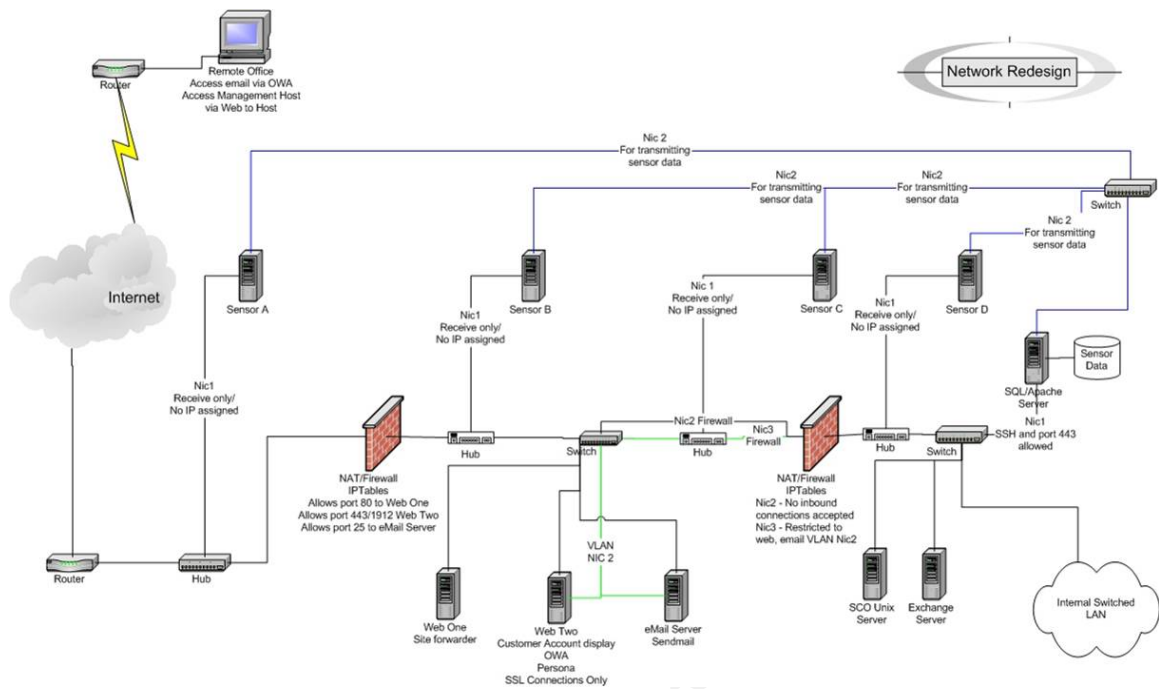 Network Redesign
Router
Remote Office
Access email via OWA
Access Management Host
via Web to Host
Nic 2
For transmitting
sensor data
Nic2
For transmitting
sensor data
Nic2
For transmitting
sensor data
Switch
Nic 2
For transmitting
sensor data
Internet
Sensor A
Sensor B
Sensor C
Sensor D
Nic1
Receive only/
No IP assigned
Nic 1
Receive only/
No IP assigned
Nic1
Receive only/
No IP assigned
Sensor
Data
SQL/Apache
Server
Nic1
Receive only/
No IP assigned
Nic1
SSH and port 443
allowed
Nic2 Firewall
Nic3
Firewall
Hub
Switch
Hub
Hub
Switch
NAT/Firewall
IPTables
Allows port 80 to Web One
Allows port 443/1912 Web Two
Allows port 25 to eMail Server
NAT/Firewall
IPTables
Nic2 - No inbound
connections accepted
Nic3 - Restricted to
web, email VLAN Nic2
VLAN
NIC 2
Router
Hub
Web One
Site forwarder
Web Two
Customer Account display
OWA
Persona
SSL Connections Only
eMail Server
Sendmail
SCO Unix
Server
Exchange
Server
Internal Switched
LAN